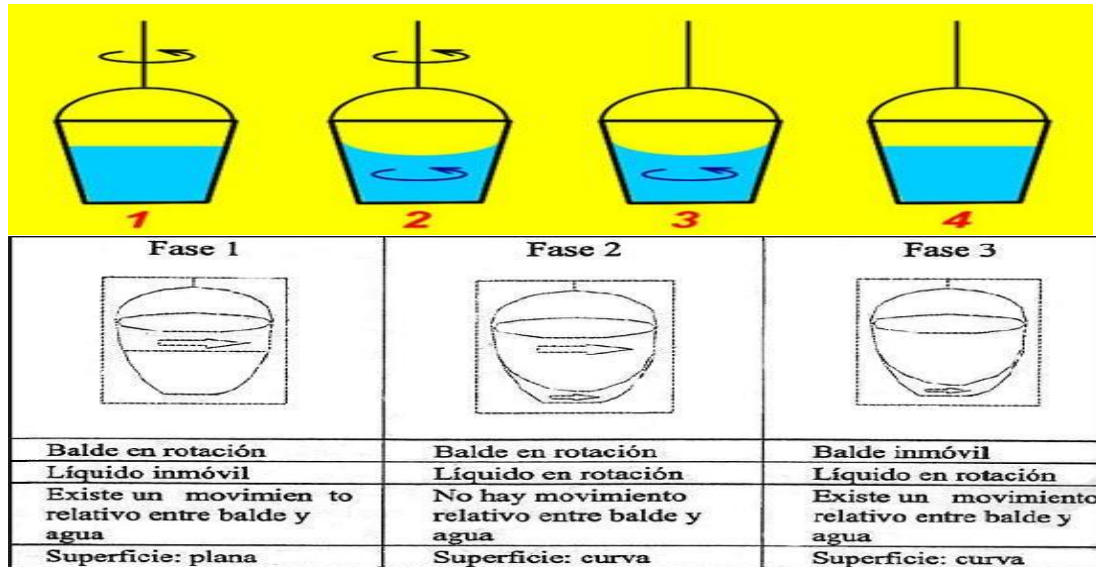 1 2 3 4
Fase 1 Fase 2 Fase 3
Balde en rotación Balde en rotación Balde inmóvil
Líquido inmóvil Líquido en rotación Líquido en rotación
Existe un movimien to No hay movimiento Existe un movimiento
relativo entre balde y relativo entre balde y relativo entre balde y
agua agua agua
Superficie: plana Superficie: curva Superficie: curva